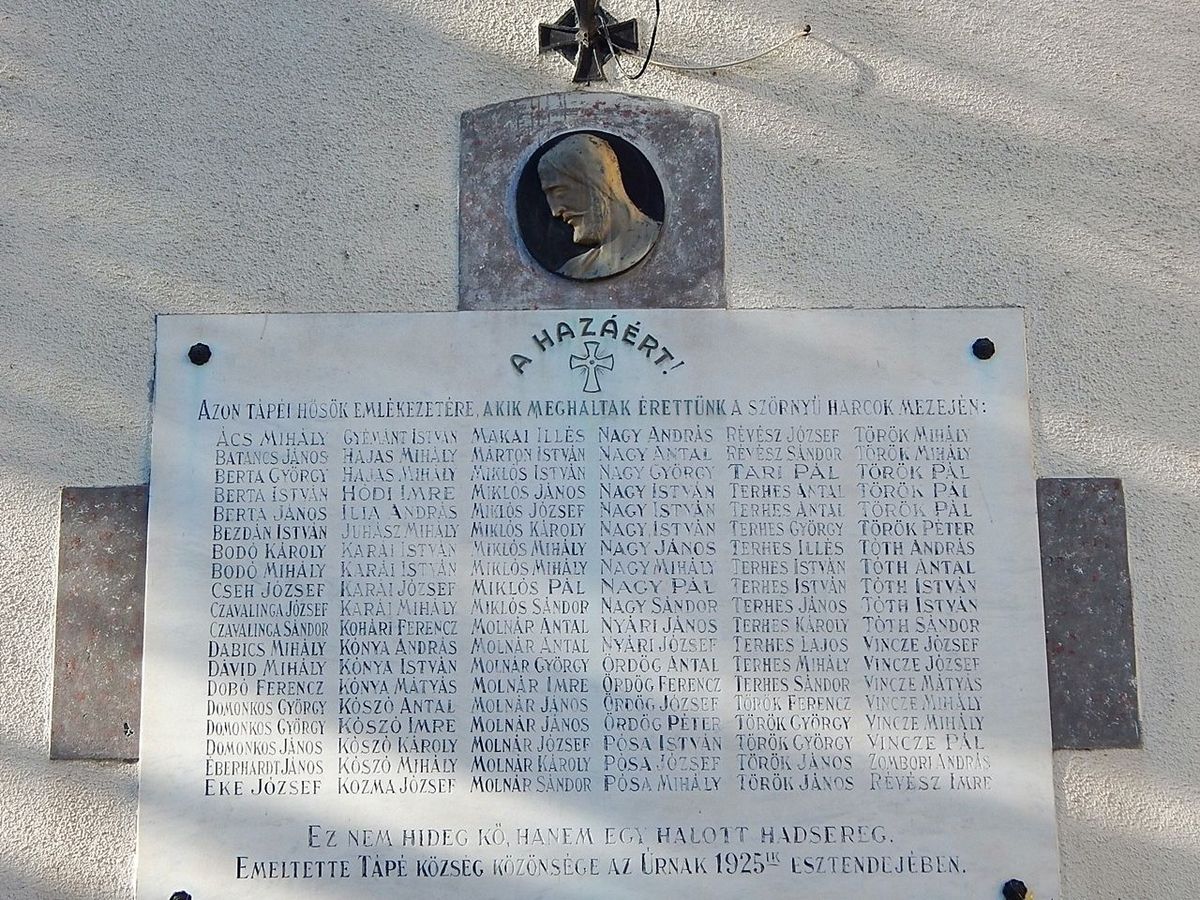 A HAZÁÉRT!
AZON TÁPÉI HŐSÖK EMLÉKEZETÉRE, AKIK MEGHALTAK ÉRETTÜNK A SZÖRNYŰ HARCOK MEZEJÉN:
ÁCS MIHÁLY GYÉMÁNT ISTVÁN MAKAI ILLÉS NAGY ANDRÁS RÉVÉSZ JÓZSEF TÖRÖK MIHÁLY
BATANCS JÁNOS HAJAS MIHÁLY MÁRTON ISTVÁN NAGY ANTAL RÉVÉSZ SÁNDOR TÖRÖK MIHÁLY
BERTA GYÖRGY HAJAS MIHÁLY MIKLÓS ISTVÁN NAGY GYÖRGY TARI PÁL TÖRÖK PÁL
BERTA ISTVÁN HÓDI IMRE MIKLÓS JÁNOS NAGY ISTVÁN TERHES ANTAL TÖRÖK PÁL
BERTA JÁNOS ILIA ANDRÁS MIKLÓS JÓZSEF NAGY ISTVÁN TERHES ANTAL TÖRÖK PÁL
BEZDÁN ISTVÁN JUHÁSZ MIHÁLY MIKLÓS KÁROLY NAGY ISTVÁN TERHES GYÖRGY TÖRÖK PÉTER
BODÓ KÁROLY KARAI ISTVÁN MIKLÓS MIHÁLY NAGY JÁNOS TERHES ILLÉS TÓTH ANDRÁS
BODÓ MIHÁLY KARAI ISTVÁN MIKLÓS MIHÁLY NAGY MIHÁLY TERHES ISTVÁN TÓTH ANTAL
CSEH JÓZSEF KARAI JÓZSEF MIKLÓS PÁL NAGY PÁL TERHES ISTVÁN TÓTH ISTVÁN
CZAVALINGA JÓZSEF KARAI MIHÁLY MIKLÓS SÁNDOR NAGY SÁNDOR TERHES JÁNOS TÓTH ISTVÁN
CZAVALINGA SÁNDOR KOHÁRI FERENCZ MOLNÁR ANTAL NYÁRI JÁNOS TERHES KÁROLY TÓTH SÁNDOR
DABICS MIHÁLY KÓNYA ANDRÁS MOLNÁR ANTAL NYÁRI JÓZSEF TERHES LAJOS VINCZE JÓZSEF
DÁVID MIHÁLY KÓNYA ISTVÁN MOLNÁR GYÖRGY ÖRDÖG ANTAL TERHES MIHÁLY VINCZE JÓZSEF
DOBÓ FERENCZ KÓNYA MÁTYÁS MOLNÁR IMRE ÖRDÖG FERENCZ TERHES SÁNDOR VINCZE MÁTYÁS
DOMONKOS GYÖRGY KÓSZÓ ANTAL MOLNÁR JÁNOS ÖRDÖG JÓZSEF TÖRÖK FERENCZ VINCZE MIHÁLY
DOMONKOS GYÖRGY KÓSZÓ IMRE MOLNÁR JÁNOS ÖRDÖG PÉTER TÖRÖK GYÖRGY VINCZE MIHÁLY
DOMONKOS JÁNOS KÓSZÓ KÁROLY MOLNÁR JÓZSEF PÓSA ISTVÁN TÖRÖK GYÖRGY VINCZE PÁL
EBERHARDT JÁNOS KÓSZÓ MIHÁLY MOLNÁR KÁROLY PÓSA JÓZSEF TÖRÖK JÁNOS ZOMBORI ANDRÁS
EKE JÓZSEF KOZMA JÓZSEF MOLNÁR SÁNDOR PÓSA MIHÁLY TÖRÖK JÁNOS RÉVÉSZ IMRE
EZ NEM HIDEG KŐ, HANEM EGY HALOTT HADSEREG.
EMELTETTE TÁPÉ KÖZSÉG KÖZÖNSÉGE AZ ÚRNAK 1925IK ESZTENDEJÉBEN.